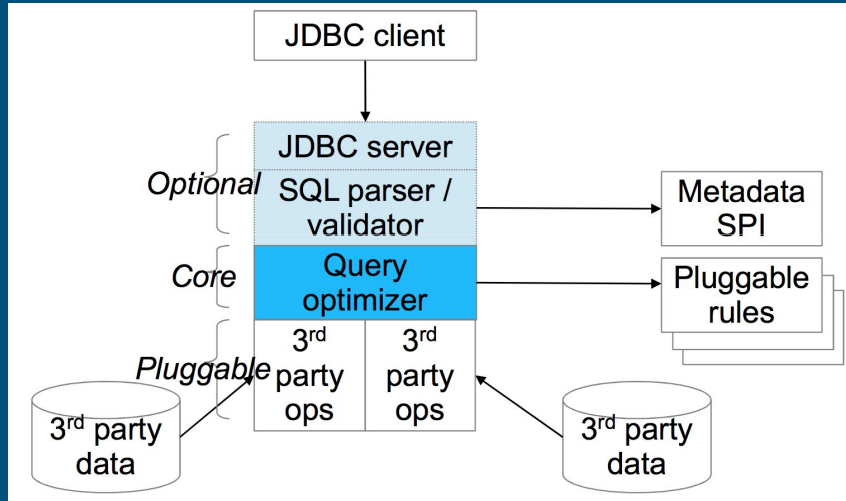 JDBC client
JDBC server
Optional
SQL parser /
validator
Metadata
SPI
Core
Query
optimizer
Pluggable
rules
Pluggable
3rd
party
ops
3rd
party
ops
3rd party
data
3rd party
data